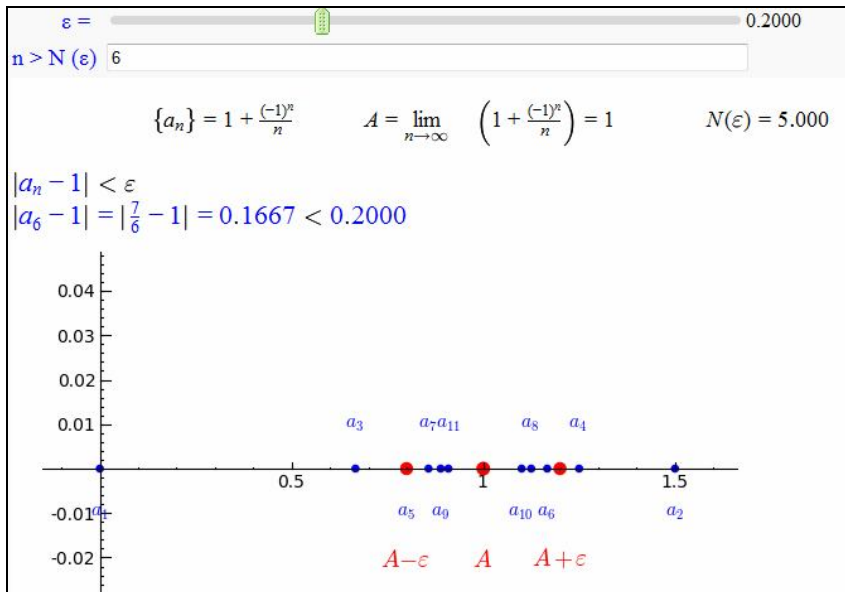 ε = 0.2000
n > N (ε) 6
{aₙ} = 1 + (-1)ⁿ/n A = lim n→∞ (1 + (-1)ⁿ/n) = 1 N(ε) = 5.000
|aₙ − 1| < ε
|a₆ − 1| = |7/6 − 1| = 0.1667 < 0.2000
0.04
0.03
0.02
0.01
a₃ a₇ a₁₁ a₈ a₄
0.5 1 1.5
-0.01
a₁ a₅ a₉ a₁₀ a₆ a₂
-0.02
A−ε A A+ε